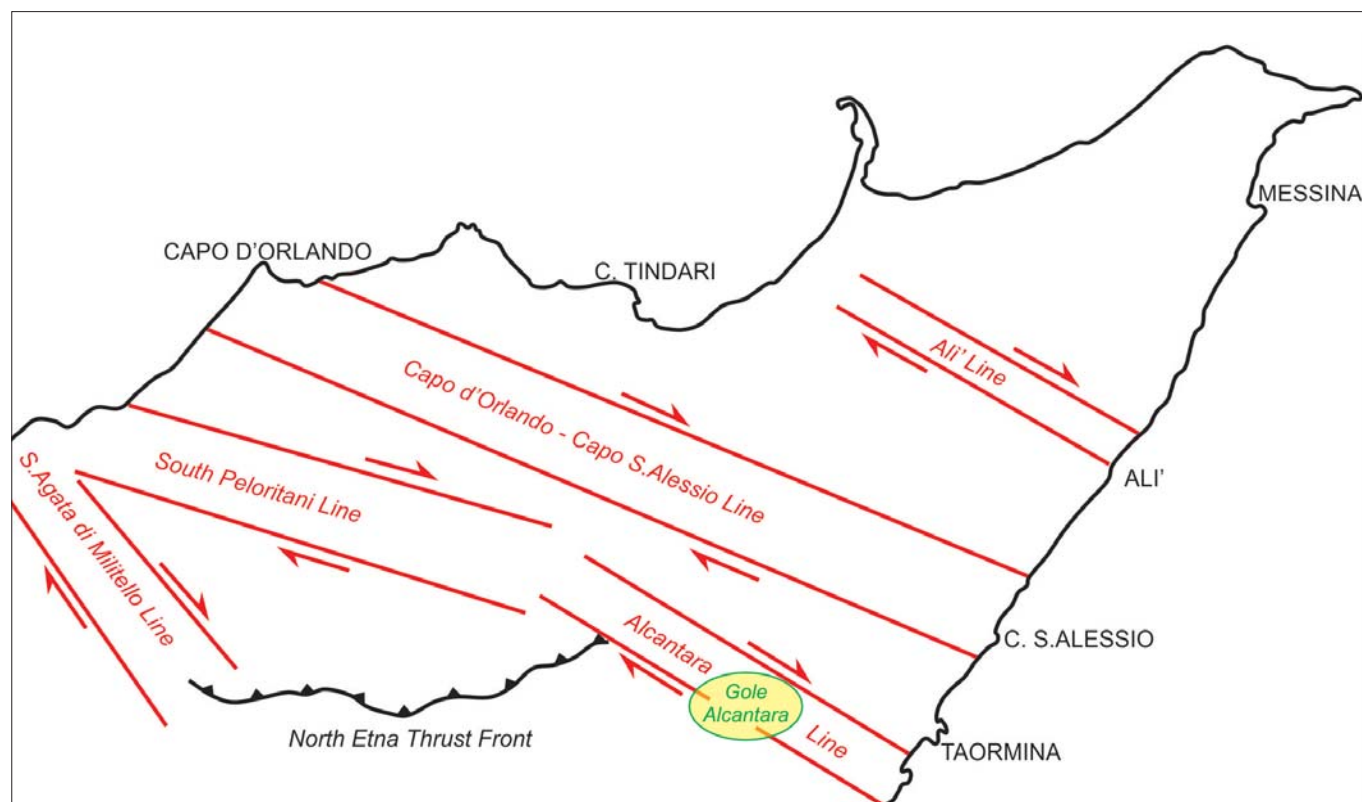 MESSINA
CAPO D'ORLANDO
C. TINDARI
Ali' Line
Capo d'Orlando - Capo S.Alessio Line
South Peloritani Line
ALI'
S.Agata di Militello Line
C. S.ALESSIO
Alcantara
Line
Gole
Alcantara
North Etna Thrust Front
TAORMINA